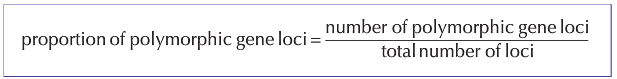 proportion of polymorphic gene loci = number of polymorphic gene loci
total number of loci